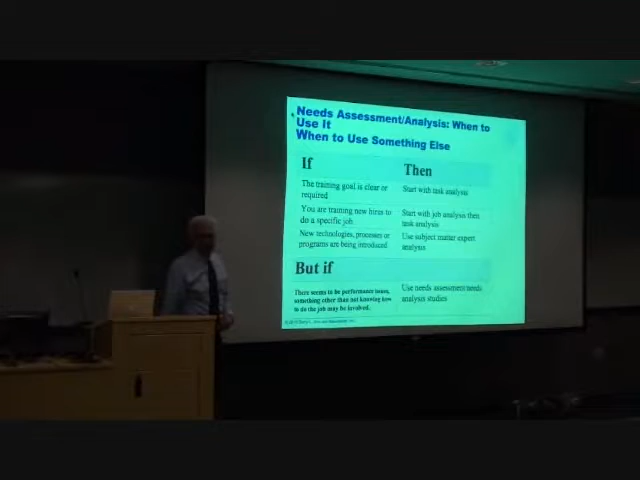 Needs Assessment/Analysis: When to
Use It
When to Use Something Else
If
Then
The training goal is clear or
required
Start with task analysis
You are training new hires to
do a specific job
Start with job analysis then
task analysis
New technologies, processes or
programs are being introduced
Use subject matter expert
analysis
But if
There seems to be performance issues,
something other than not knowing how
to do the job may be involved.
Use needs assessment/needs
analysis studies